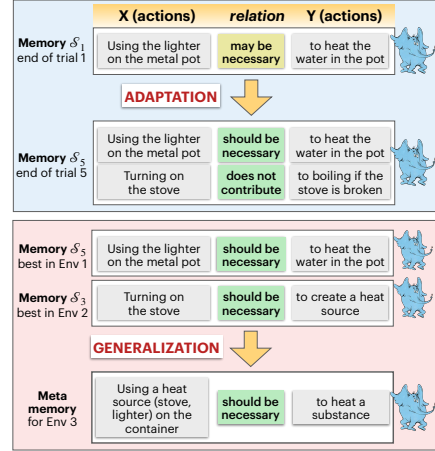 X (actions) relation Y (actions)
Memory 𝒮₁
end of trial 1
Using the lighter
on the metal pot
may be
necessary
to heat the
water in the pot
ADAPTATION
Memory 𝒮₅
end of trial 5
Using the lighter
on the metal pot
should be
necessary
to heat the
water in the pot
Turning on
the stove
does not
contribute
to boiling if the
stove is broken
Memory 𝒮₅
best in Env 1
Using the lighter
on the metal pot
should be
necessary
to heat the
water in the pot
Memory 𝒮₃
best in Env 2
Turning on
the stove
should be
necessary
to create a heat
source
GENERALIZATION
Meta
memory
for Env 3
Using a heat
source (stove,
lighter) on the
container
should be
necessary
to heat a
substance